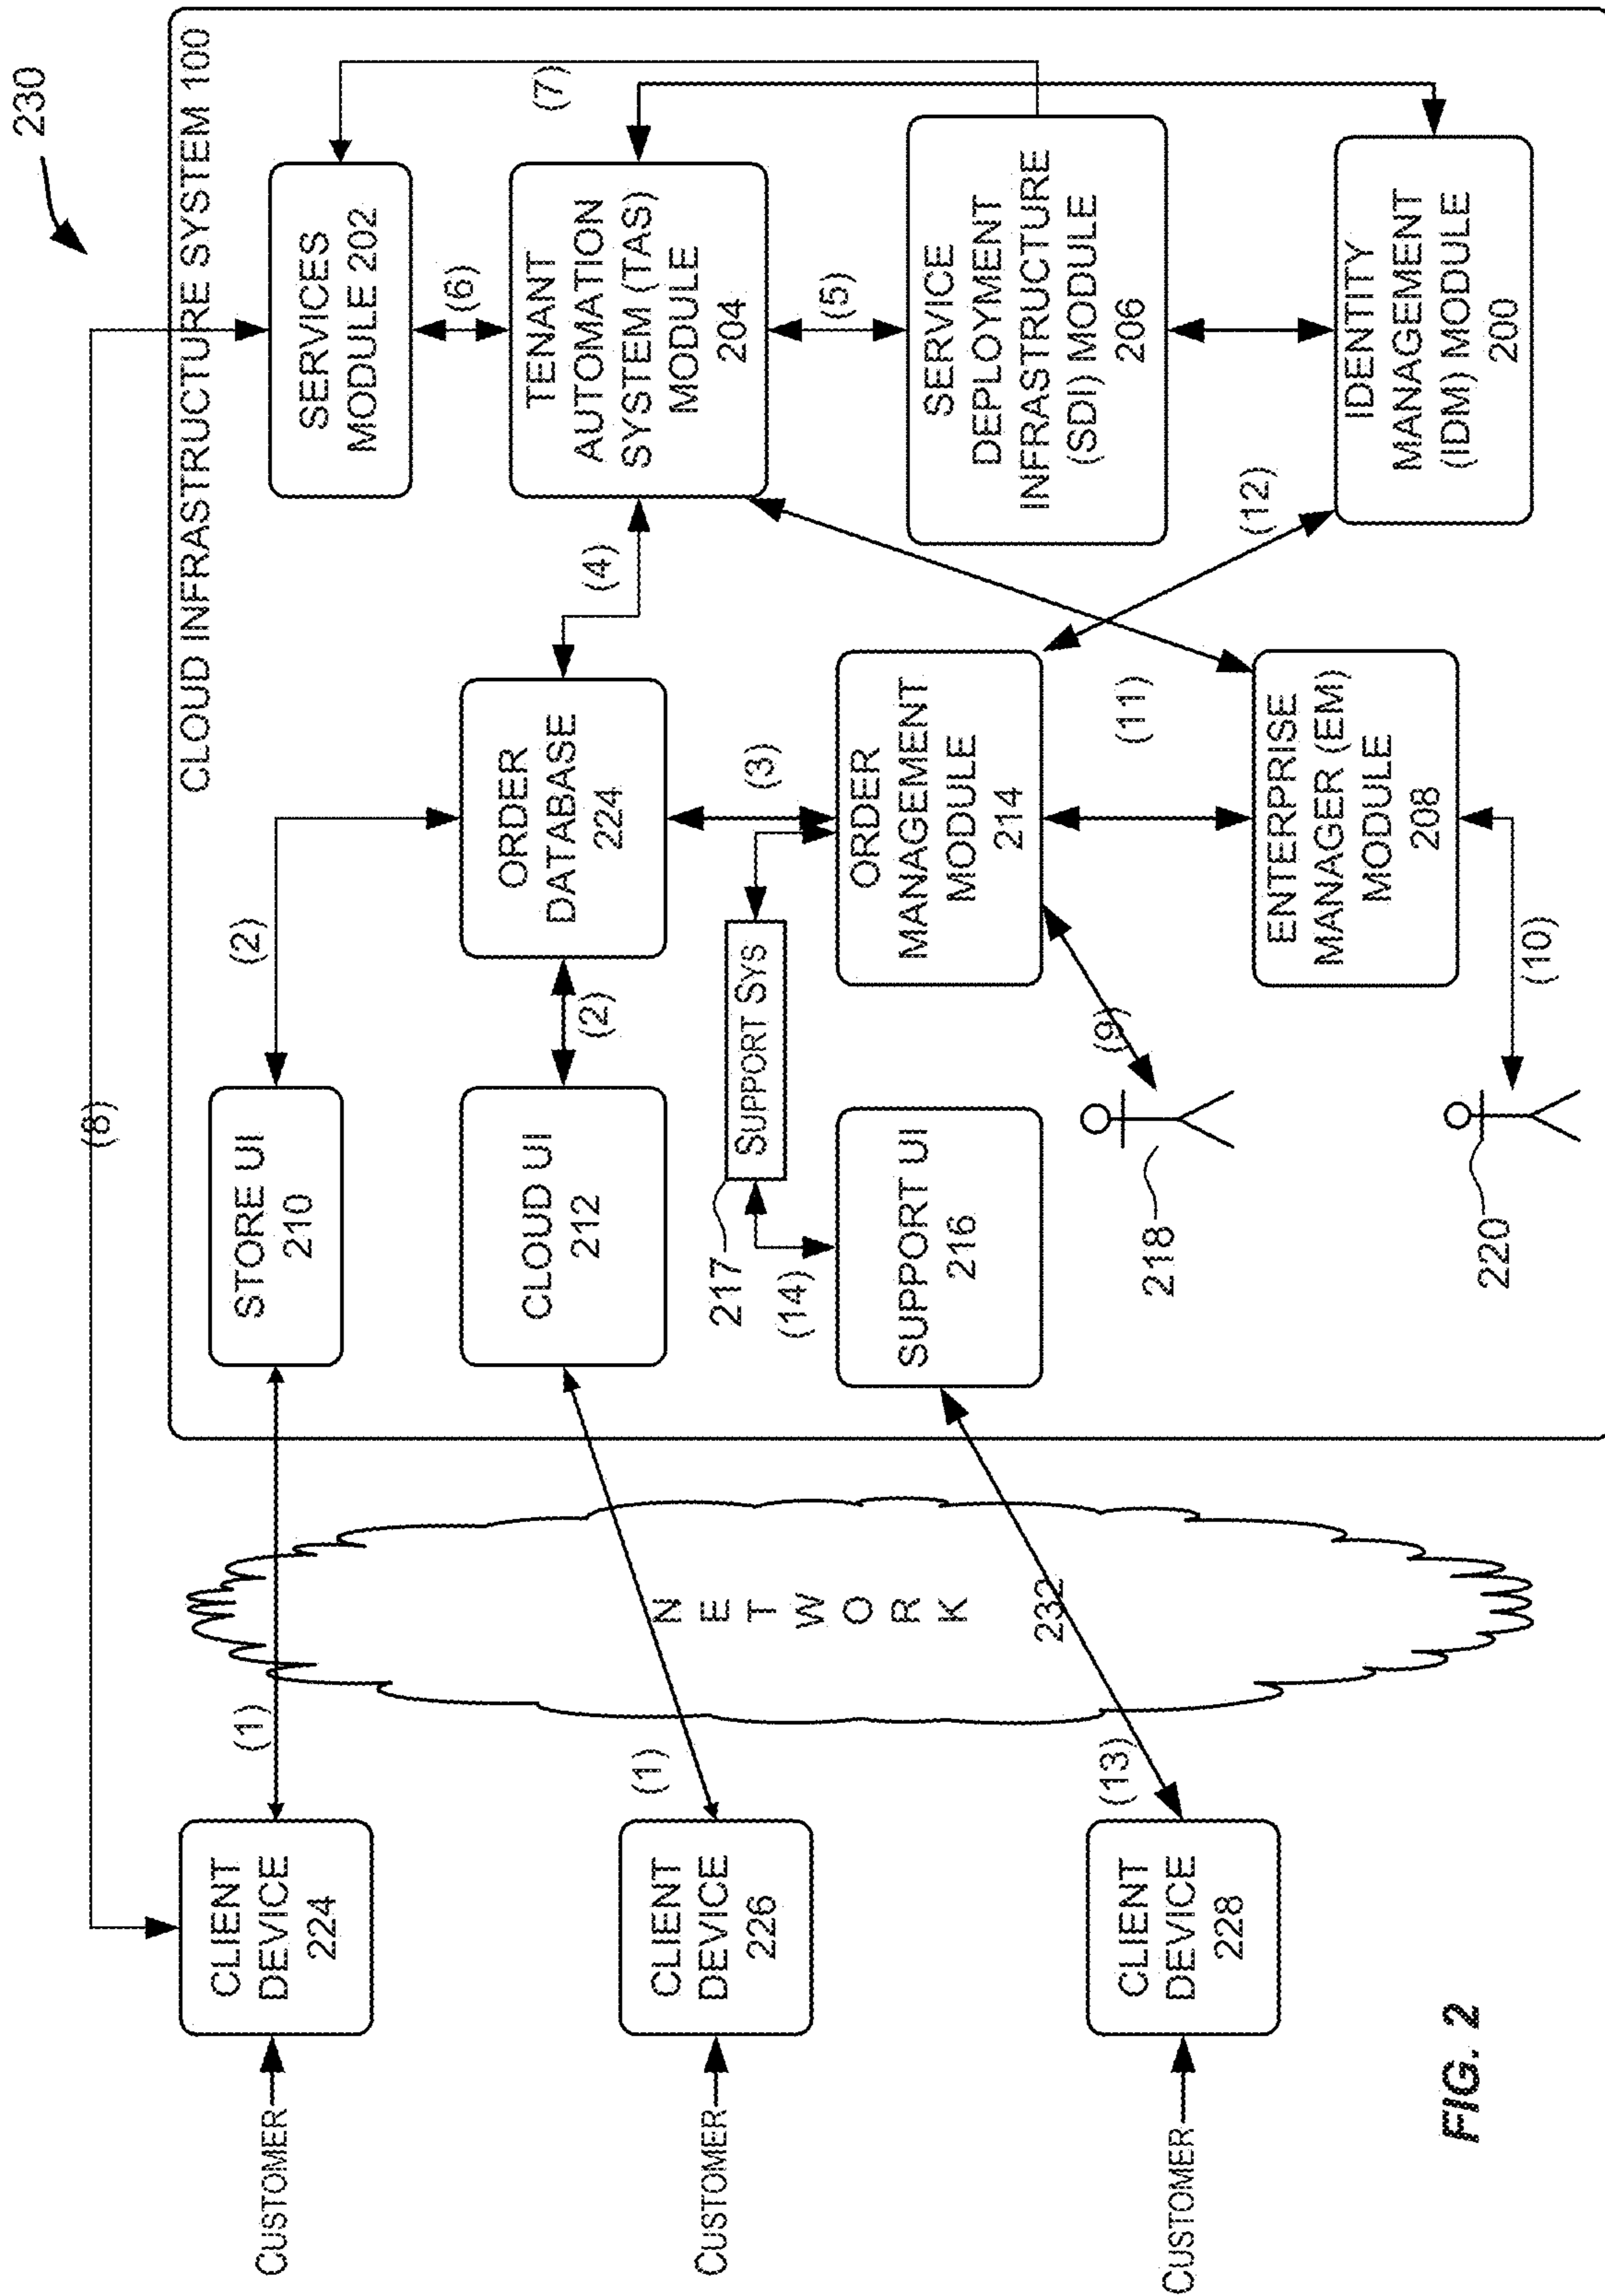 230
CLOUD INFRASTRUCTURE SYSTEM 100
(8)
CUSTOMER
CLIENT
DEVICE
224
(1)
STORE UI
210
(2)
SERVICES
MODULE 202
(7)
(6)
CUSTOMER
CLIENT
DEVICE
226
(1)
N
E
T
W
O
R
K
232
CLOUD UI
212
(2)
ORDER
DATABASE
224
(4)
TENANT
AUTOMATION
SYSTEM (TAS)
MODULE
204
(5)
217
SUPPORT SYS
(14)
(3)
CUSTOMER
CLIENT
DEVICE
228
(13)
SUPPORT UI
216
ORDER
MANAGEMENT
MODULE
214
SERVICE
DEPLOYMENT
INFRASTRUCTURE
(SDI) MODULE
206
(9)
218
(11)
(12)
ENTERPRISE
MANAGER (EM)
MODULE
208
IDENTITY
MANAGEMENT
(IDM) MODULE
200
220
(10)
FIG. 2